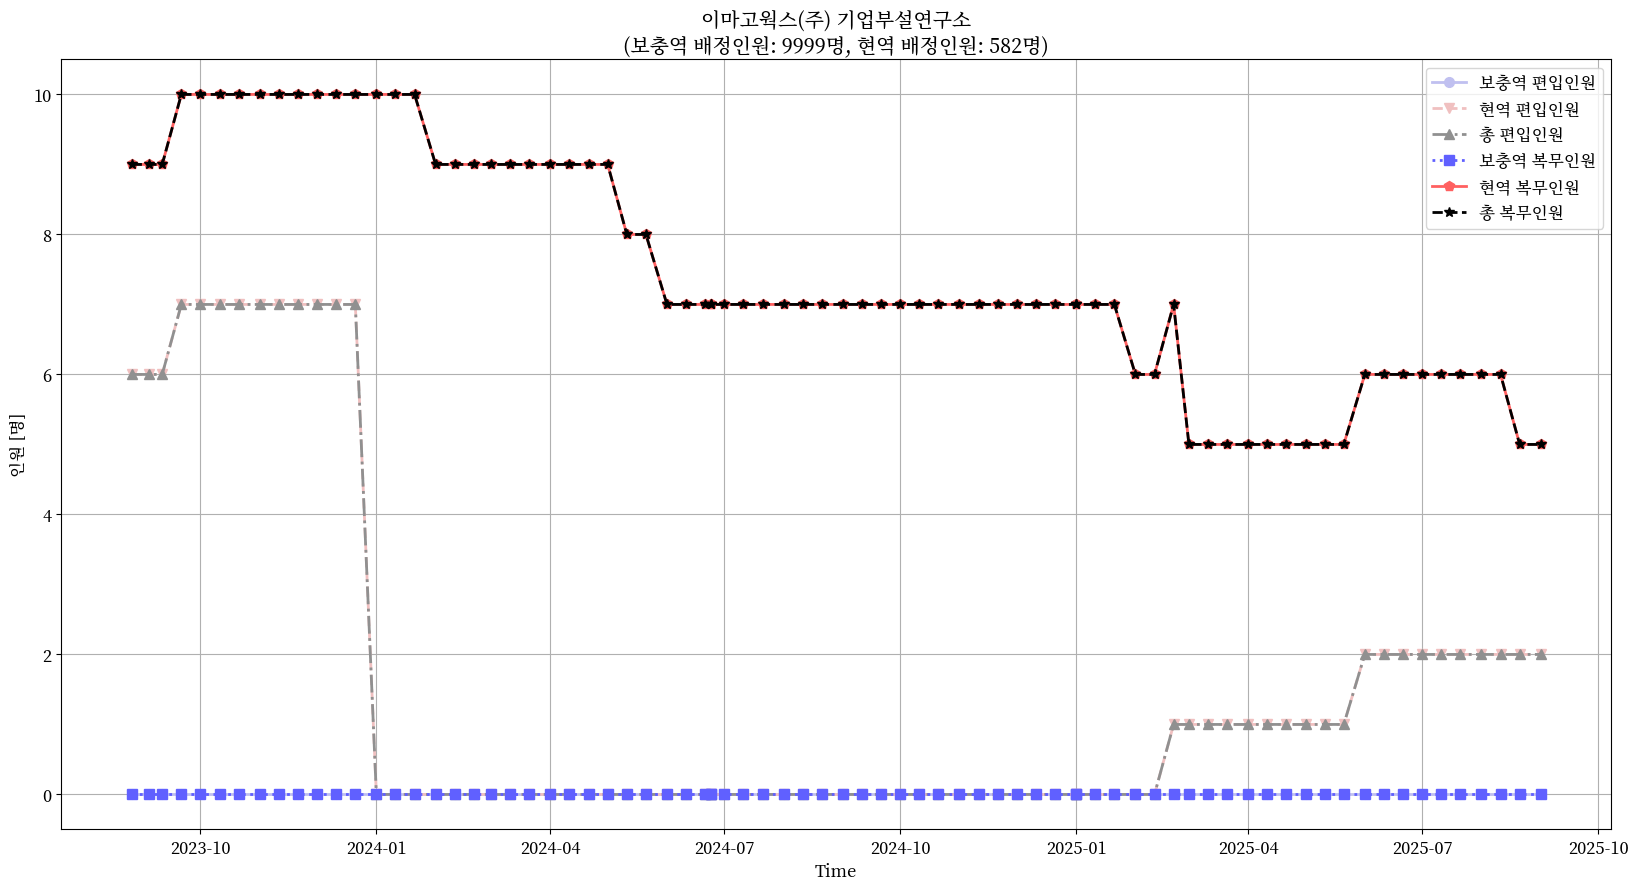 이마고웍스(주) 기업부설연구소
(보충역 배정인원: 9999명, 현역 배정인원: 582명)
보충역 편입인원
현역 편입인원
총 편입인원
보충역 복무인원
현역 복무인원
총 복무인원
인원 [명]
10
8
6
4
2
0
2023-10
2024-01
2024-04
2024-07
2024-10
2025-01
2025-04
2025-07
2025-10
Time